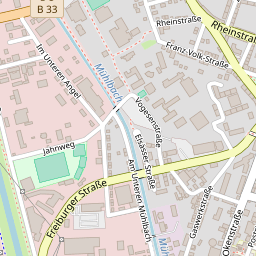 B 33
Rheinstraße
Rheinstraße
Franz-Volk-Straße
Im Unteren Angel
Mühlbach
Vogesenstraße
Jahnweg
Elsässer Straße
Am Unteren Mühlbach
Freiburger Straße
Gaswerkstraße
Okenstraße